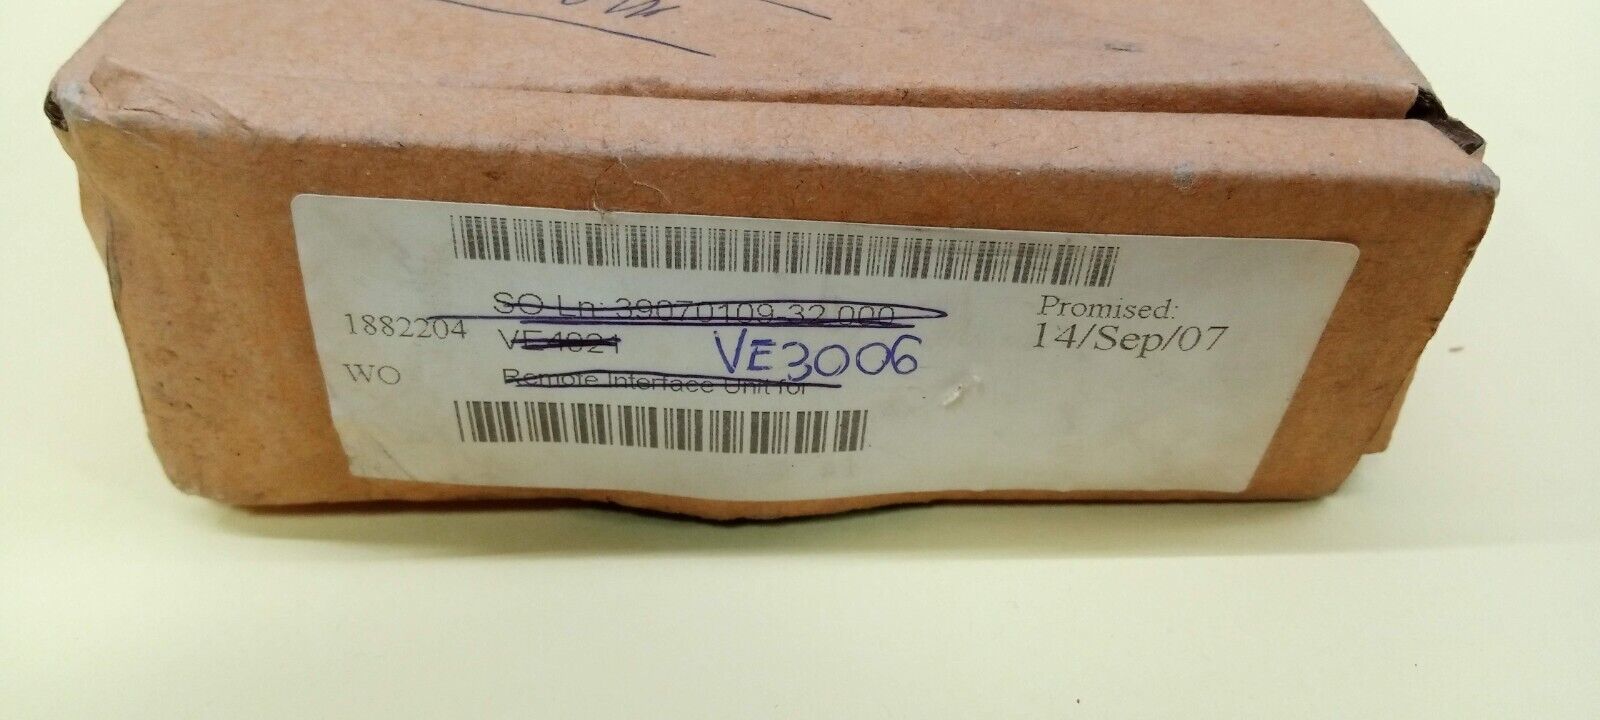 SO Ln: 39070109 32.000
1882204
VE4021
VE3006
WO
Remote Interface Unit for
Promised:
14/Sep/07